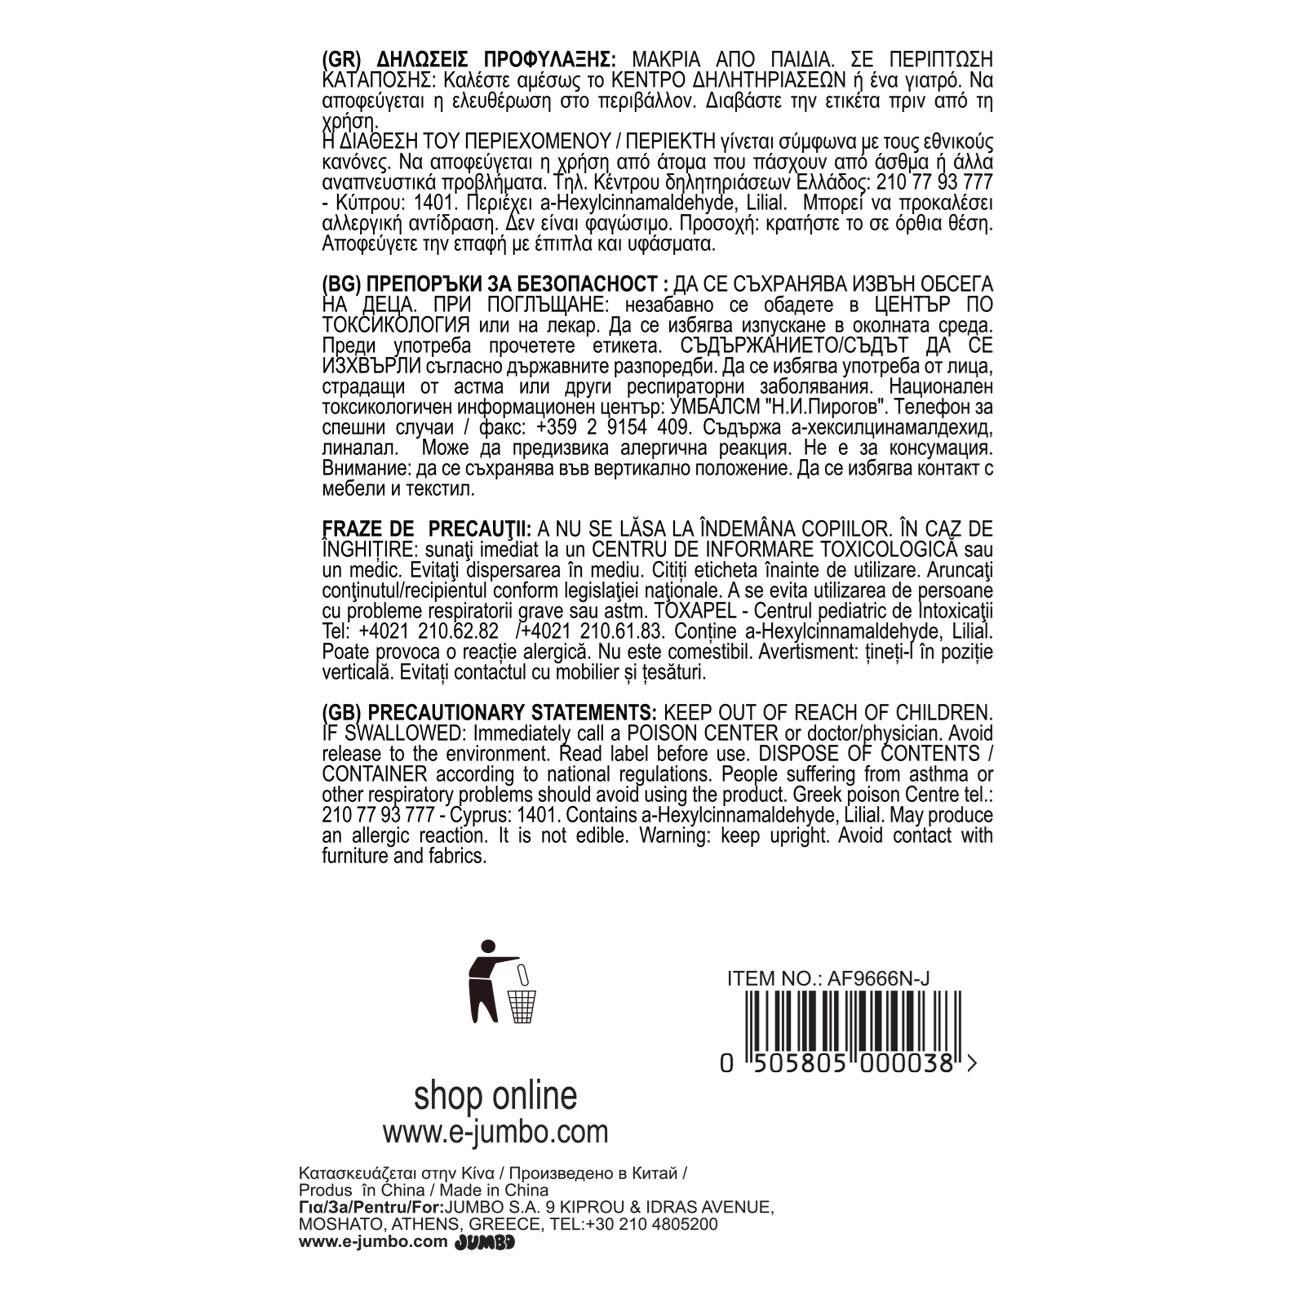 (GR) ΔΗΛΩΣΕΙΣ ΠΡΟΦΥΛΑΞΗΣ: ΜΑΚΡΙΑ ΑΠΟ ΠΑΙΔΙΑ. ΣΕ ΠΕΡΙΠΤΩΣΗ
ΚΑΤΑΠΟΣΗΣ: Καλέστε αμέσως το ΚΕΝΤΡΟ ΔΗΛΗΤΗΡΙΑΣΕΩΝ ή ένα γιατρό. Να
αποφεύγεται η ελευθέρωση στο περιβάλλον. Διαβάστε την ετικέτα πριν από τη
χρήση.
Η ΔΙΑΘΕΣΗ ΤΟΥ ΠΕΡΙΕΧΟΜΕΝΟΥ / ΠΕΡΙΕΚΤΗ γίνεται σύμφωνα με τους εθνικούς
κανόνες. Να αποφεύγεται η χρήση από άτομα που πάσχουν από άσθμα ή άλλα
αναπνευστικά προβλήματα. Τηλ. Κέντρου δηλητηριάσεων Ελλάδος: 210 77 93 777
- Κύπρου: 1401. Περιέχει a-Hexylcinnamaldehyde, Lilial. Μπορεί να προκαλέσει
αλλεργική αντίδραση. Δεν είναι φαγώσιμο. Προσοχή: κρατήστε το σε όρθια θέση.
Αποφεύγετε την επαφή με έπιπλα και υφάσματα.
(BG) ПРЕПОРЪКИ ЗА БЕЗОПАСНОСТ : ДА СЕ СЪХРАНЯВА ИЗВЪН ОБСЕГА
НА ДЕЦА. ПРИ ПОГЛЪЩАНЕ: незабавно се обадете в ЦЕНТЪР ПО
ТОКСИКОЛОГИЯ или на лекар. Да се избягва изпускане в околната среда.
Преди употреба прочетете етикета. СЪДЪРЖАНИЕТО/СЪДЪТ ДА СЕ
ИЗХВЪРЛИ съгласно държавните разпоредби. Да се избягва употреба от лица,
страдащи от астма или други респираторни заболявания. Национален
токсикологичен информационен център: УМБАЛСМ "Н.И.Пирогов". Телефон за
спешни случаи / факс: +359 2 9154 409. Съдържа а-хексилцинамалдехид,
линалал. Може да предизвика алергична реакция. Не е за консумация.
Внимание: да се съхранява във вертикално положение. Да се избягва контакт с
мебели и текстил.
FRAZE DE PRECAUŢII: A NU SE LĂSA LA ÎNDEMÂNA COPIILOR. ÎN CAZ DE
ÎNGHIȚIRE: sunaţi imediat la un CENTRU DE INFORMARE TOXICOLOGICĂ sau
un medic. Evitaţi dispersarea în mediu. Citiți eticheta înainte de utilizare. Aruncaţi
conţinutul/recipientul conform legislaţiei naţionale. A se evita utilizarea de persoane
cu probleme respiratorii grave sau astm. TOXAPEL - Centrul pediatric de Intoxicaţii
Tel: +4021 210.62.82 /+4021 210.61.83. Conține a-Hexylcinnamaldehyde, Lilial.
Poate provoca o reacție alergică. Nu este comestibil. Avertisment: țineți-l în poziție
verticală. Evitați contactul cu mobilier și țesături.
(GB) PRECAUTIONARY STATEMENTS: KEEP OUT OF REACH OF CHILDREN.
IF SWALLOWED: Immediately call a POISON CENTER or doctor/physician. Avoid
release to the environment. Read label before use. DISPOSE OF CONTENTS /
CONTAINER according to national regulations. People suffering from asthma or
other respiratory problems should avoid using the product. Greek poison Centre tel.:
210 77 93 777 - Cyprus: 1401. Contains a-Hexylcinnamaldehyde, Lilial. May produce
an allergic reaction. It is not edible. Warning: keep upright. Avoid contact with
furniture and fabrics.
ITEM NO.: AF9666N-J
0 505805 000038 >
shop online
www.e-jumbo.com
Κατασκευάζεται στην Κίνα / Произведено в Китай /
Produs în China / Made in China
Για/За/Pentru/For:JUMBO S.A. 9 KIPROU & IDRAS AVENUE,
MOSHATO, ATHENS, GREECE, TEL:+30 210 4805200
www.e-jumbo.com JUMBO